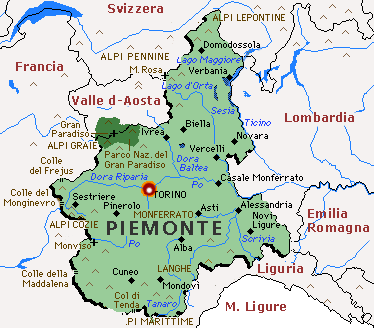 Svizzera
ALPI LEPONTINE
Domodossola
ALPI PENNINE
Lago Maggiore
Francia
M. Rosa
Verbania
Lago d'Orta
Valle d-Aosta
Sesia
Gran
Paradiso
Biella
Ticino
Lombardia
Ivrea
Novara
ALPI GRAIE
Parco Naz. del
Gran Paradiso
Vercelli
Colle
del Frejus
Dora
Baltea
Dora Riparia
Po
Casale Monferrato
Colle del
Monginevro
Sestriere
TORINO
Pinerolo
MONFERRATO
Asti
Alessandria
Emilia
Romagna
ALPI COZIE
PIEMONTE
Novi
Ligure
Monviso
Po
Alba
Scrivia
Colle della
Maddalena
Cuneo
LANGHE
Liguria
Mondovì
Col di
Tenda
Tanaro
M. Ligure
PI MARITTIME